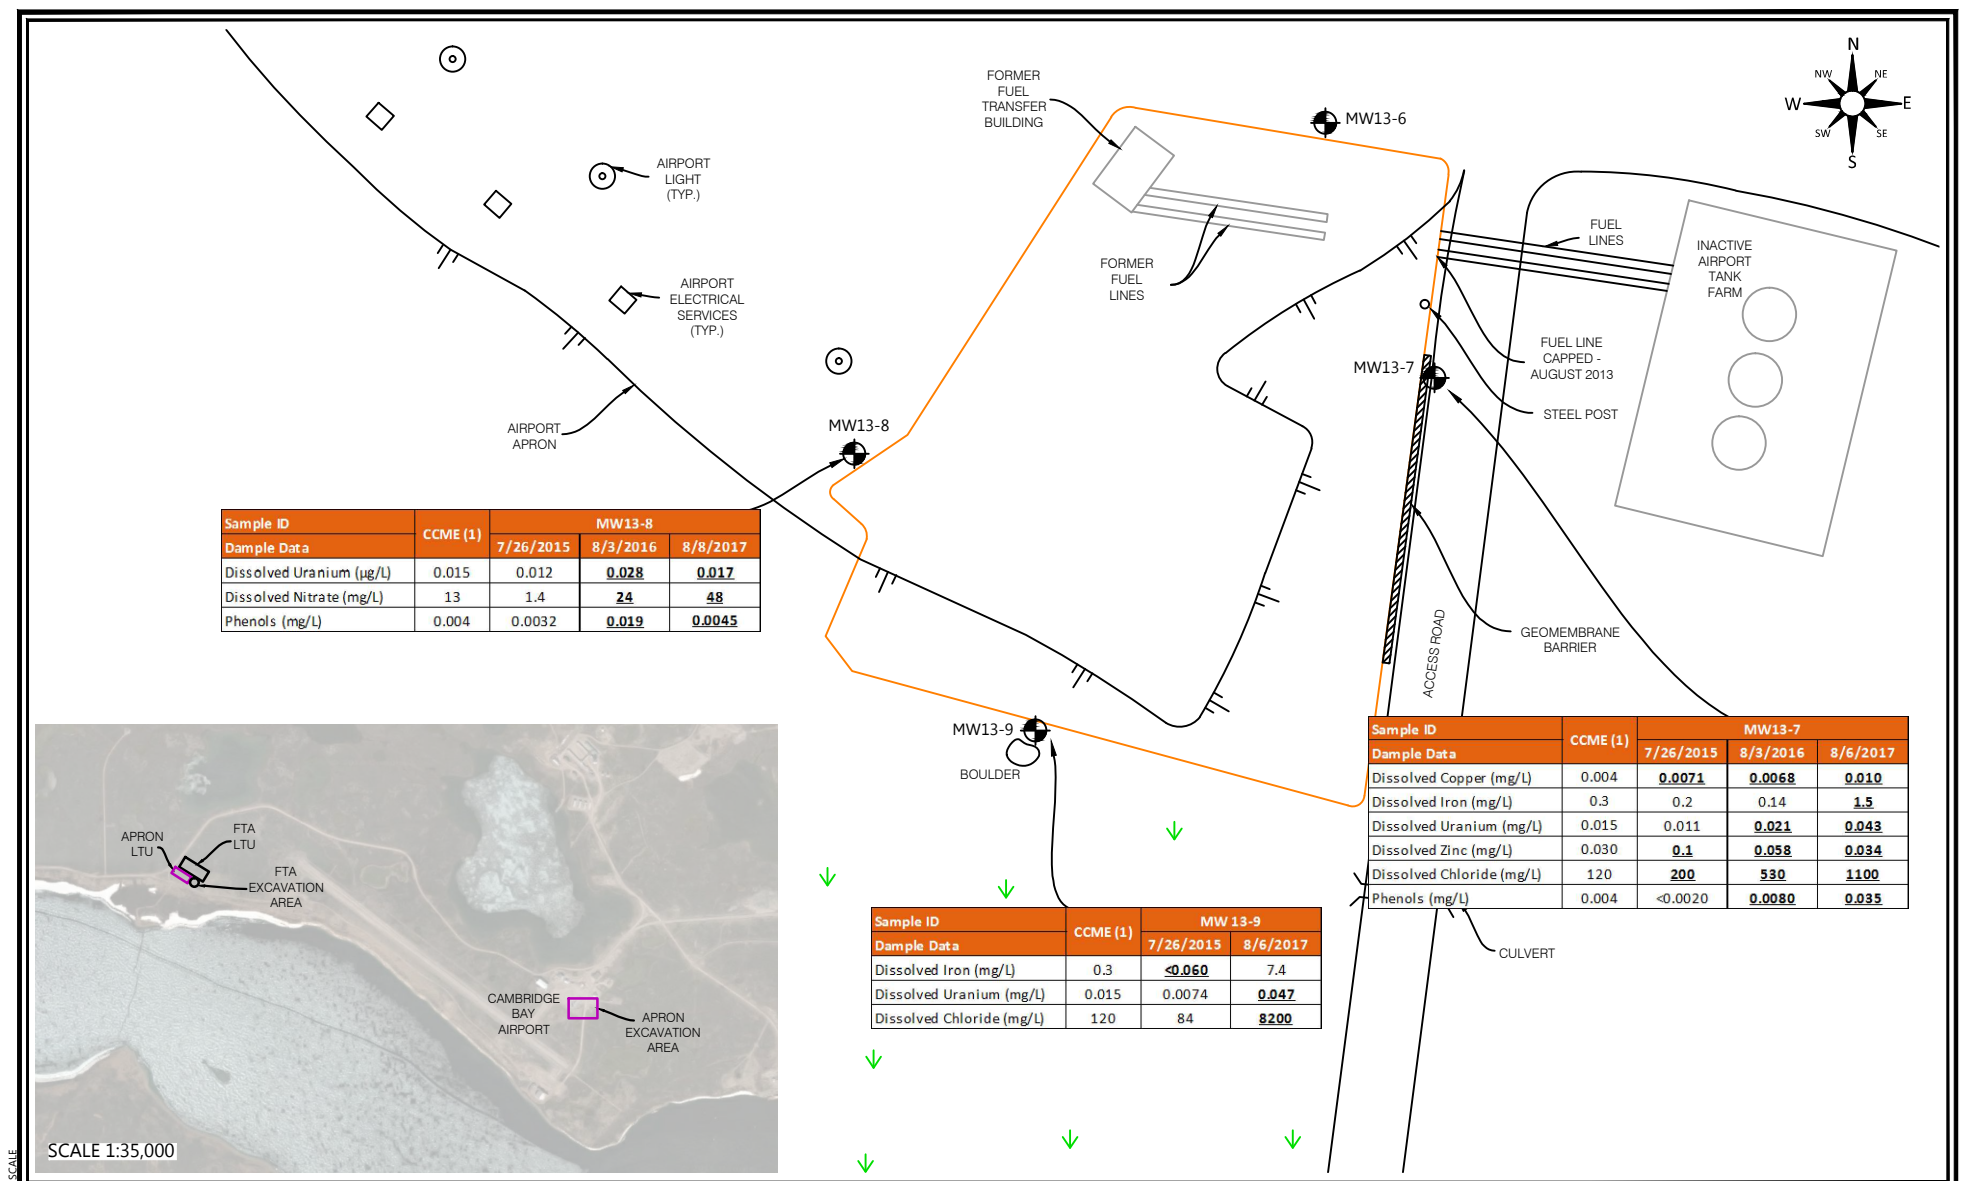 N
NW
NE
W
E
SW
SE
S
FORMER
FUEL
TRANSFER
BUILDING
MW13-6
AIRPORT
LIGHT
(TYP.)
FUEL
LINES
INACTIVE
AIRPORT
TANK
FARM
FORMER
FUEL
LINES
AIRPORT
ELECTRICAL
SERVICES
(TYP.)
FUEL LINE
CAPPED -
AUGUST 2013
MW13-7
STEEL POST
AIRPORT
APRON
MW13-8
Sample ID CCME (1) MW13-8
Dample Data 7/26/2015 8/3/2016 8/8/2017
Dissolved Uranium (µg/L) 0.015 0.012 0.028 0.017
Dissolved Nitrate (mg/L) 13 1.4 24 48
Phenols (mg/L) 0.004 0.0032 0.019 0.0045
GEOMEMBRANE
BARRIER
ACCESS ROAD
MW13-9
BOULDER
Sample ID CCME (1) MW13-7
Dample Data 7/26/2015 8/3/2016 8/6/2017
Dissolved Copper (mg/L) 0.004 0.0071 0.0068 0.010
Dissolved Iron (mg/L) 0.3 0.2 0.14 1.5
Dissolved Uranium (mg/L) 0.015 0.011 0.021 0.043
Dissolved Zinc (mg/L) 0.030 0.1 0.058 0.034
Dissolved Chloride (mg/L) 120 200 530 1100
Phenols (mg/L) 0.004 <0.0020 0.0080 0.035
CULVERT
Sample ID CCME (1) MW 13-9
Dample Data 7/26/2015 8/6/2017
Dissolved Iron (mg/L) 0.3 <0.060 7.4
Dissolved Uranium (mg/L) 0.015 0.0074 0.047
Dissolved Chloride (mg/L) 120 84 8200
APRON
LTU
FTA
LTU
FTA
EXCAVATION
AREA
CAMBRIDGE
BAY
AIRPORT
APRON
EXCAVATION
AREA
SCALE 1:35,000
SCALE